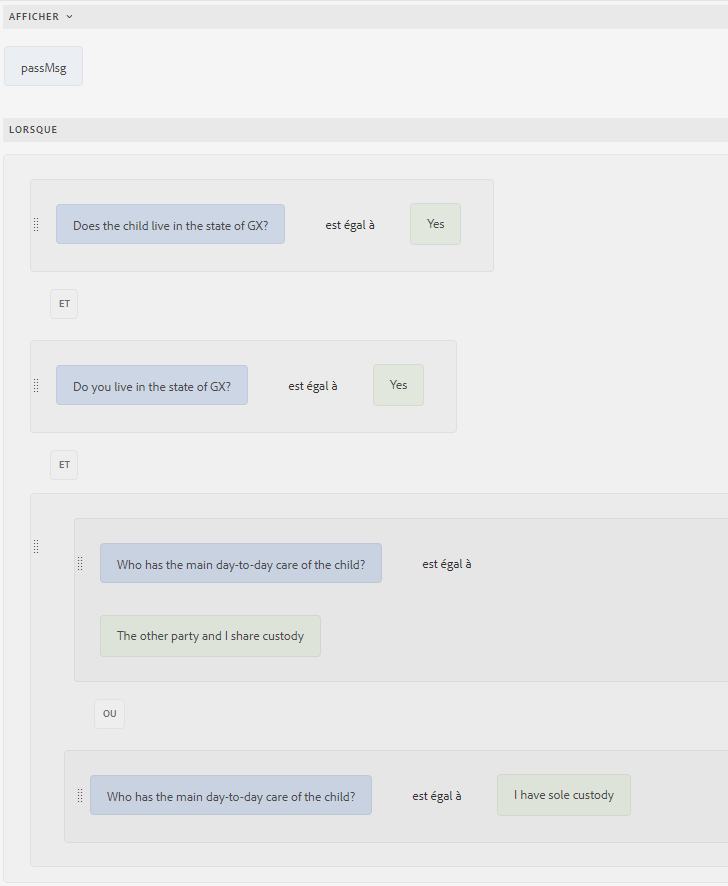 AFFICHER
passMsg
LORSQUE
Does the child live in the state of GX? est égal à Yes
ET
Do you live in the state of GX? est égal à Yes
ET
Who has the main day-to-day care of the child? est égal à
The other party and I share custody
OU
Who has the main day-to-day care of the child? est égal à I have sole custody